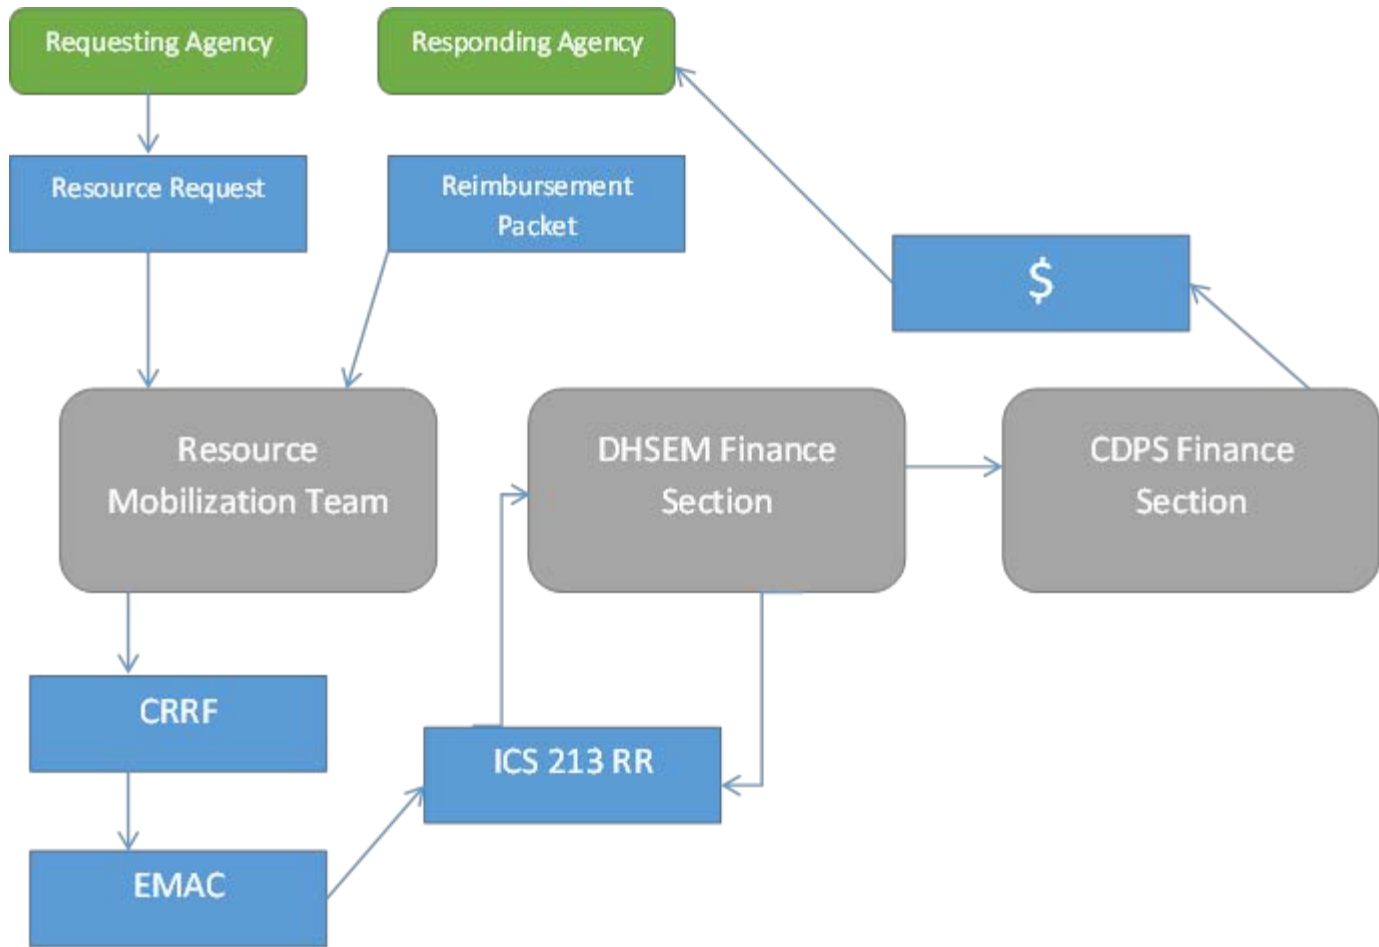 Requesting Agency
Responding Agency
Resource Request
Reimbursement
Packet
$
Resource
Mobilization Team
DHSEM Finance
Section
CDPS Finance
Section
CRRF
ICS 213 RR
EMAC